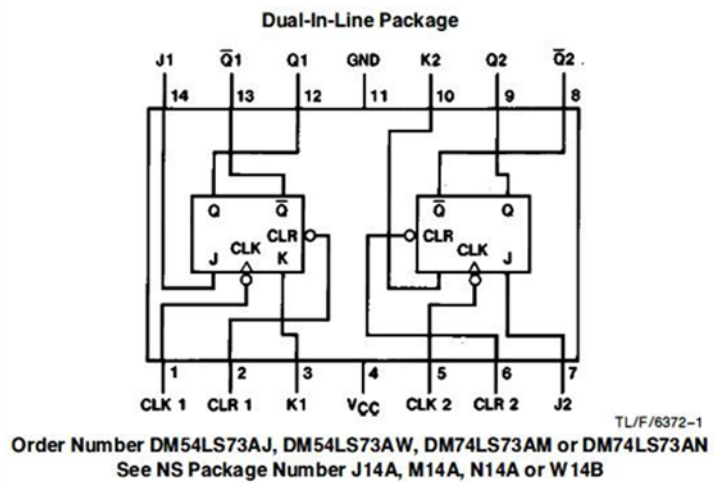 Dual-In-Line Package
J1 Q̅1 Q1 GND K2 Q2 Q̅2 .
14 13 12 11 10 9 8
Q Q̅ Q̅ Q
CLR CLR
CLK CLK
J K J
1 2 3 4 5 6 7
CLK 1 CLR 1 K1 VCC CLK 2 CLR 2 J2
TL/F/6372–1
Order Number DM54LS73AJ, DM54LS73AW, DM74LS73AM or DM74LS73AN
See NS Package Number J14A, M14A, N14A or W14B